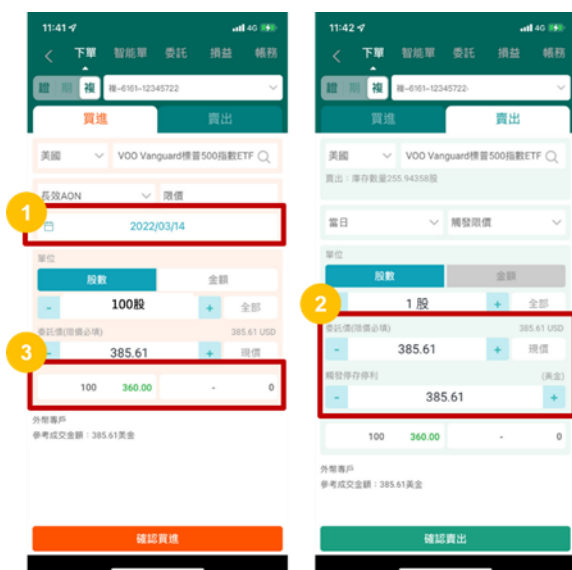 11:41
4G
下單 智能單 委託 損益 帳務
證 期 複 複-6161-12345722
買進 賣出
美國 VOO Vanguard標普500指數ETF
長效AON 限價
1
2022/03/14
單位
股數 金額
- 100股 + 全部
委託價(限價必填) 385.61 USD
3
- 385.61 + 現價
100 360.00 - 0
外幣專戶
參考成交金額：385.61美金
確認買進
11:42
4G
下單 智能單 委託 損益 帳務
證 期 複 複-6161-12345722-
買進 賣出
美國 VOO Vanguard標普500指數ETF
賣出：庫存數量255.94358股
當日 觸發限價
單位
股數 金額
2
1 股 + 全部
委託價(限價必填) 385.61 USD
- 385.61 + 現價
觸發停存停利 (美金)
- 385.61 +
100 360.00 - 0
外幣專戶
參考成交金額：385.61美金
確認賣出